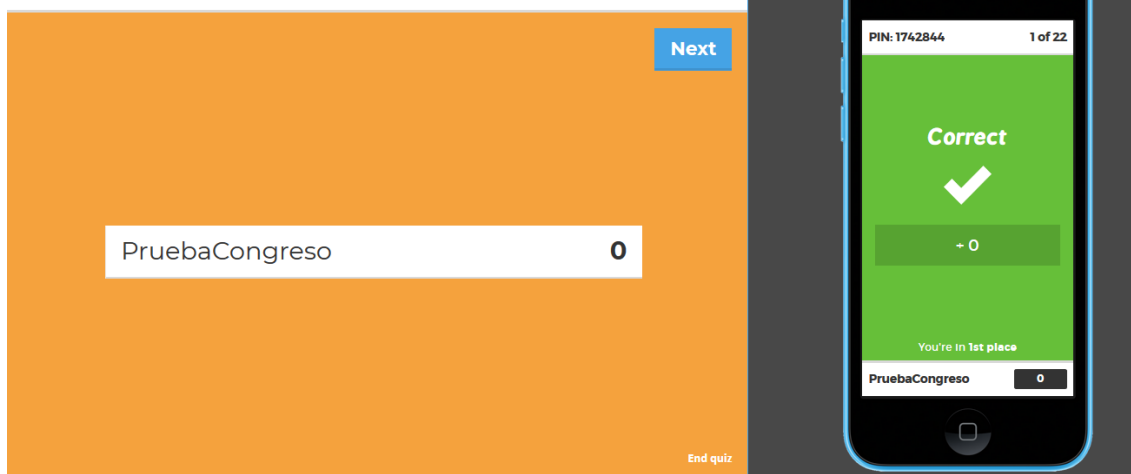 Next
PruebaCongreso 0
End quiz
PIN: 1742844 1 of 22
Correct
+ 0
You're in 1st place
PruebaCongreso 0